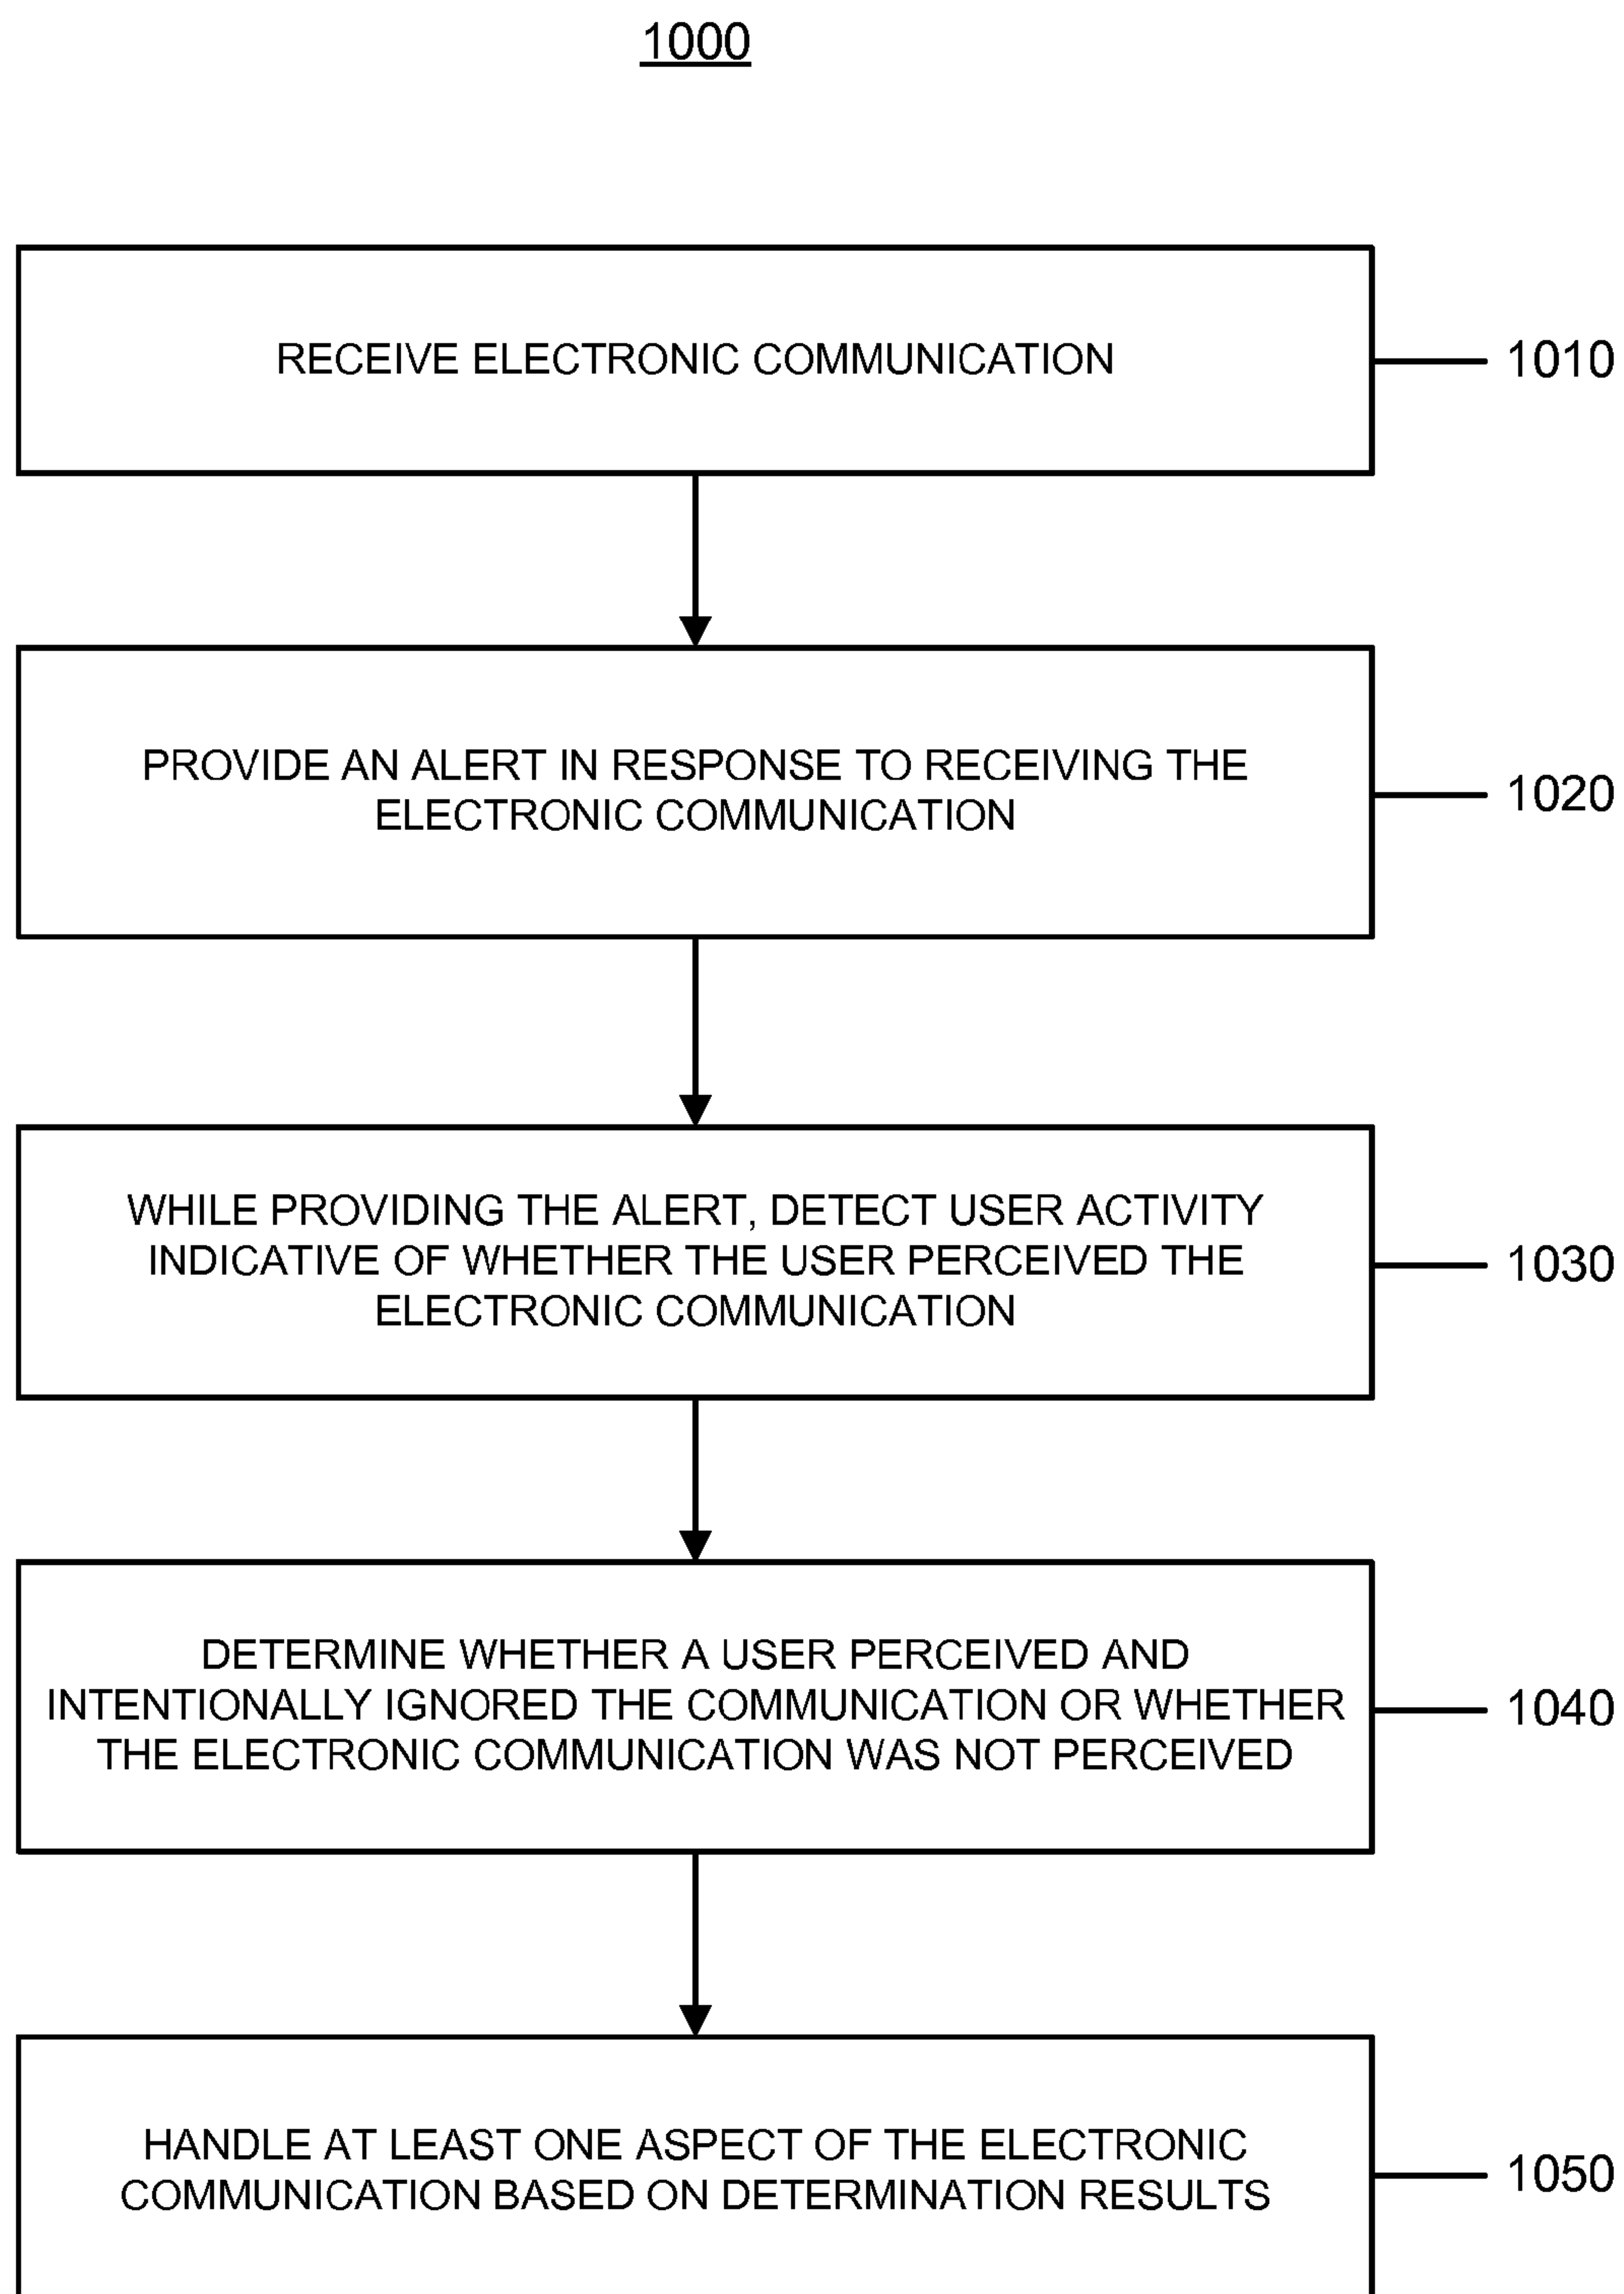 1000
RECEIVE ELECTRONIC COMMUNICATION
1010
PROVIDE AN ALERT IN RESPONSE TO RECEIVING THE
ELECTRONIC COMMUNICATION
1020
WHILE PROVIDING THE ALERT, DETECT USER ACTIVITY
INDICATIVE OF WHETHER THE USER PERCEIVED THE
ELECTRONIC COMMUNICATION
1030
DETERMINE WHETHER A USER PERCEIVED AND
INTENTIONALLY IGNORED THE COMMUNICATION OR WHETHER
THE ELECTRONIC COMMUNICATION WAS NOT PERCEIVED
1040
HANDLE AT LEAST ONE ASPECT OF THE ELECTRONIC
COMMUNICATION BASED ON DETERMINATION RESULTS
1050